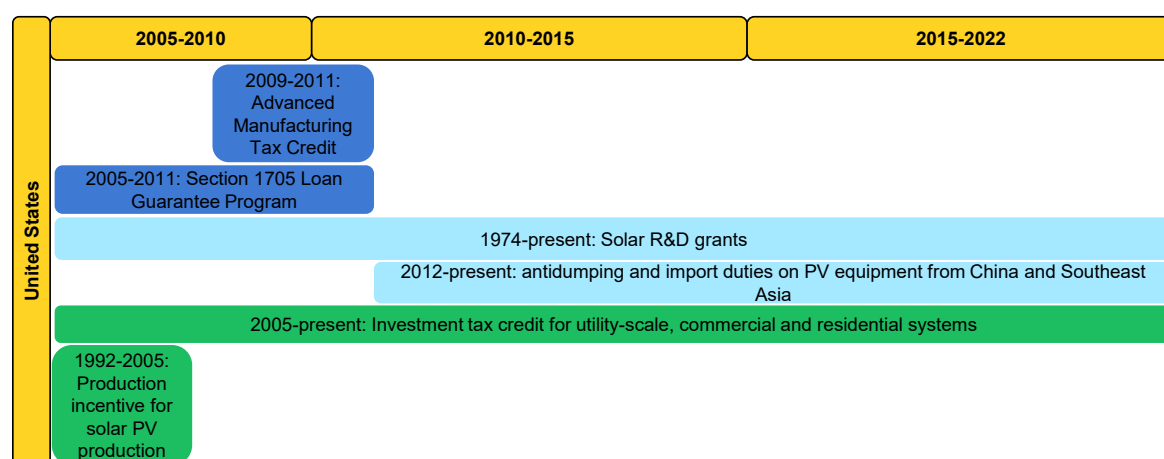 2005-2010
2010-2015
2015-2022
United States
2009-2011:
Advanced
Manufacturing
Tax Credit
2005-2011: Section 1705 Loan
Guarantee Program
1974-present: Solar R&D grants
2012-present: antidumping and import duties on PV equipment from China and Southeast
Asia
2005-present: Investment tax credit for utility-scale, commercial and residential systems
1992-2005:
Production
incentive for
solar PV
production